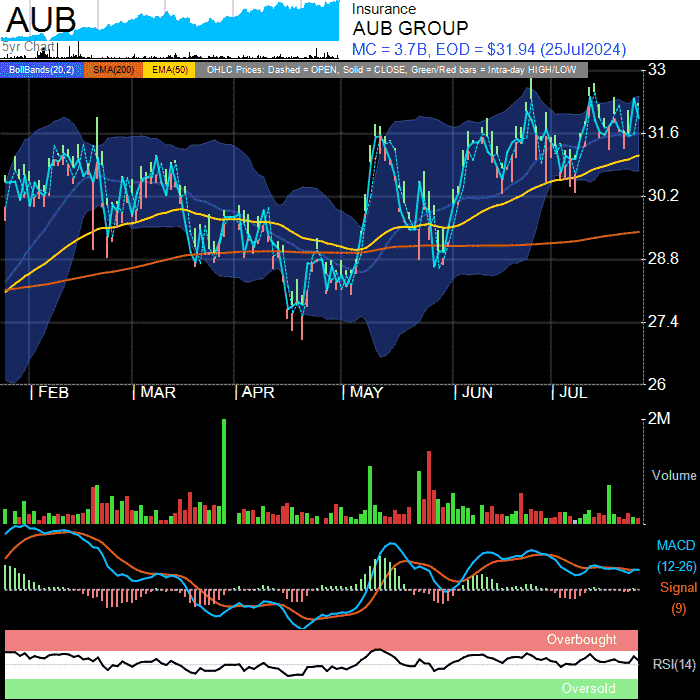 AUB
5yr Chart
Insurance
AUB GROUP
MC = 3.7B, EOD = $31.94 (25Jul2024)
BollBands(20,2) SMA(200) EMA(50) OHLC Prices: Dashed = OPEN, Solid = CLOSE, Green/Red bars = Intra-day HIGH/LOW
33
31.6
30.2
28.8
27.4
26
| FEB | MAR | APR | MAY | JUN | JUL
2M
Volume
MACD
(12-26)
Signal
(9)
Overbought
RSI(14)
Oversold